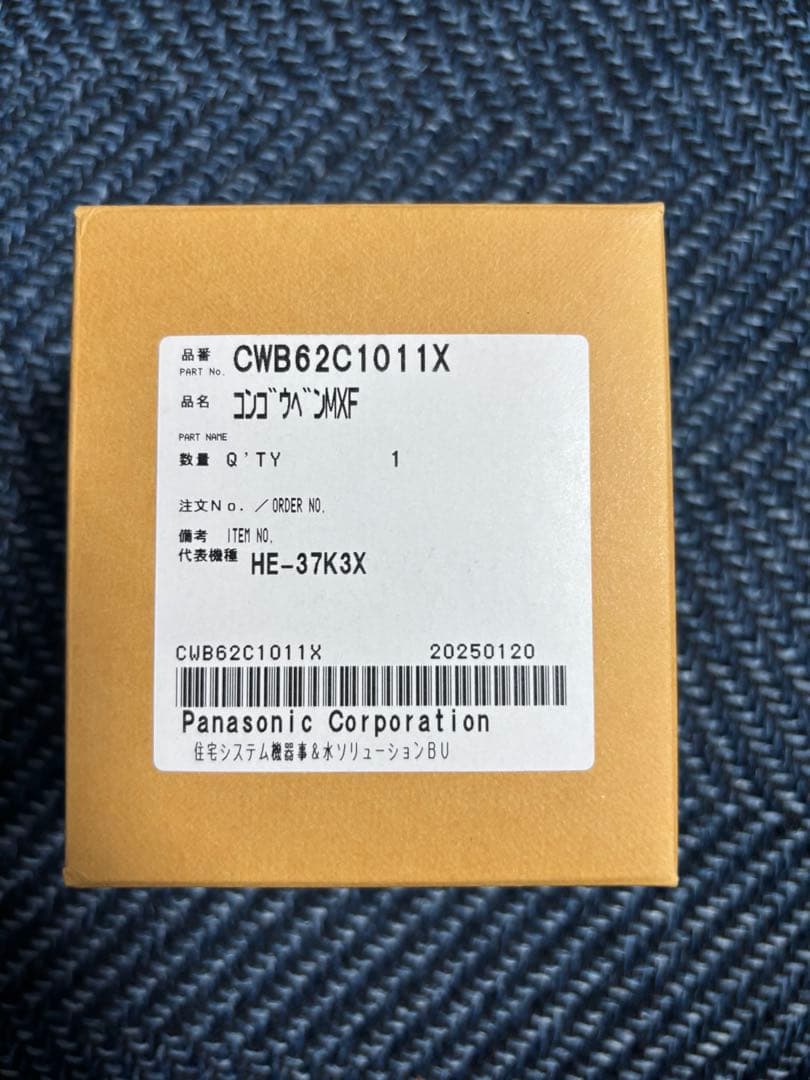 品番 CWB62C1011X
PART No.
品名 ｺﾝｺﾞｳﾍﾞﾝMXF
PART NAME
数量 Q'TY 1
注文No. ／ORDER NO.
備考 ITEM NO.
代表機種 HE-37K3X
CWB62C1011X 20250120
Panasonic Corporation
住宅システム機器事&水ソリューションBU